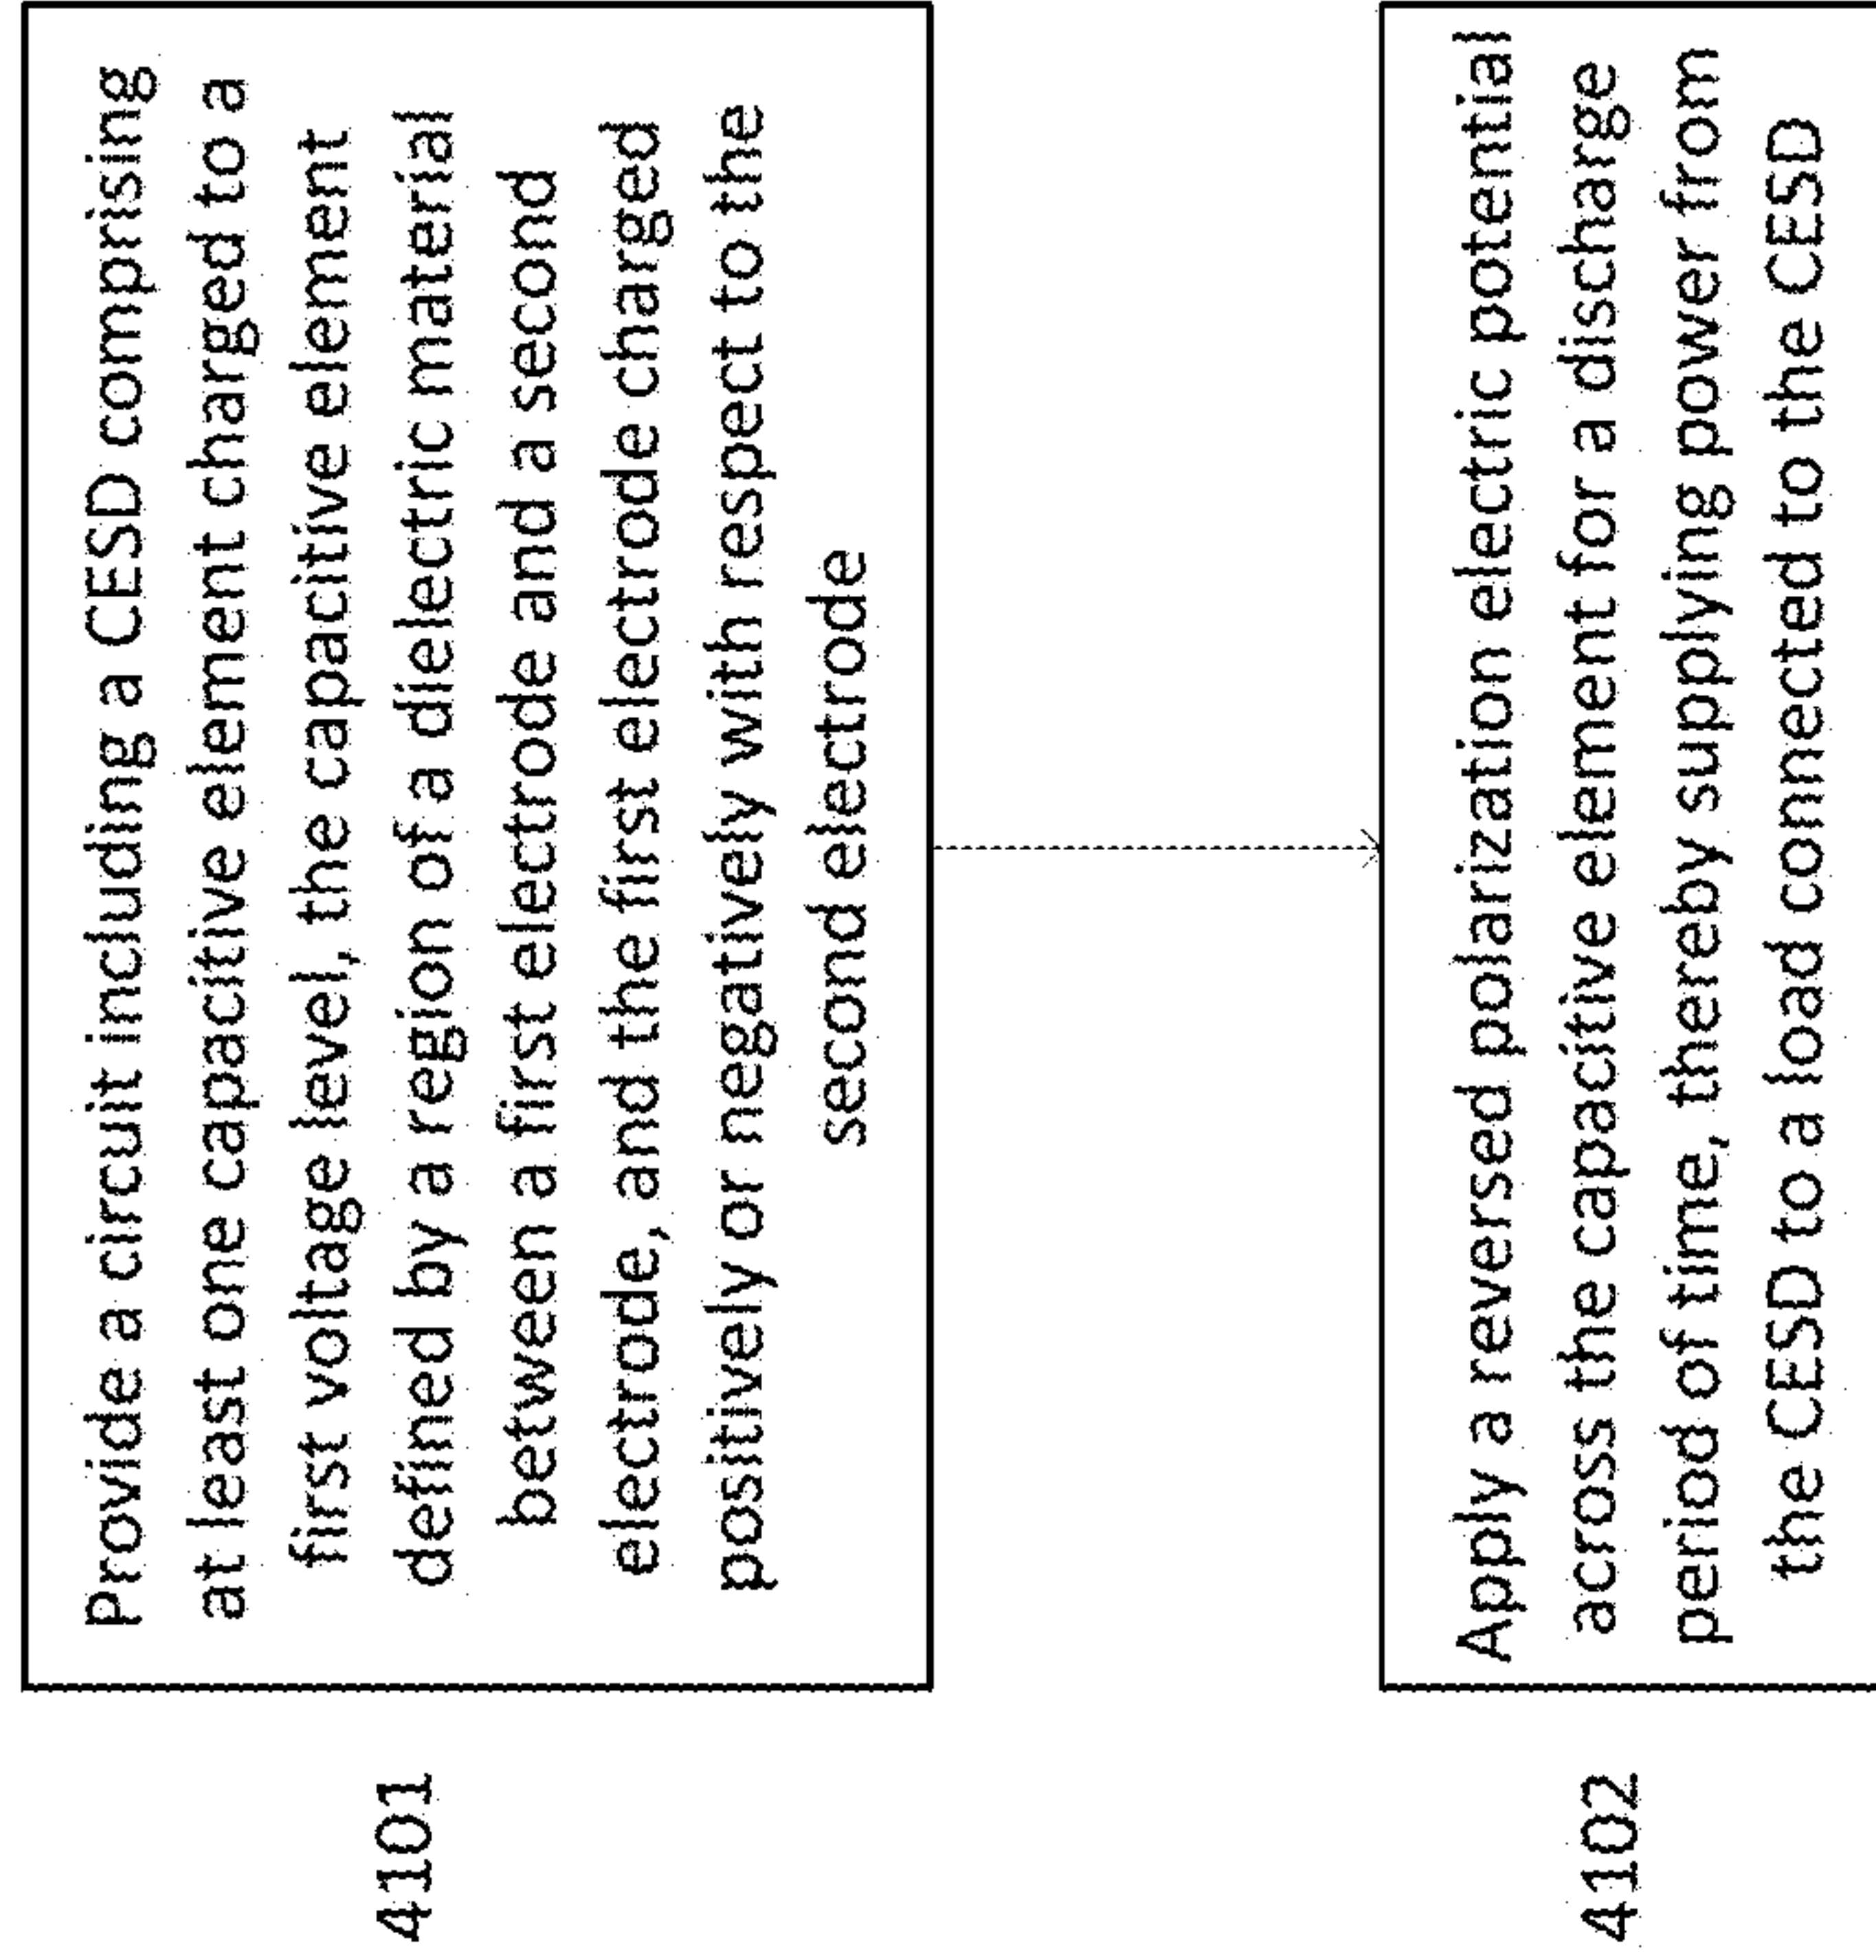 4101
Provide a circuit including a CESD comprising
at least one capacitive element charged to a
first voltage level, the capacitive element
defined by a region of a dielectric material
between a first electrode and a second
electrode, and the first electrode charged
positively or negatively with respect to the
second electrode
4102
Apply a reversed polarization electric potential
across the capacitive element for a discharge
period of time, thereby supplying power from
the CESD to a load connected to the CESD